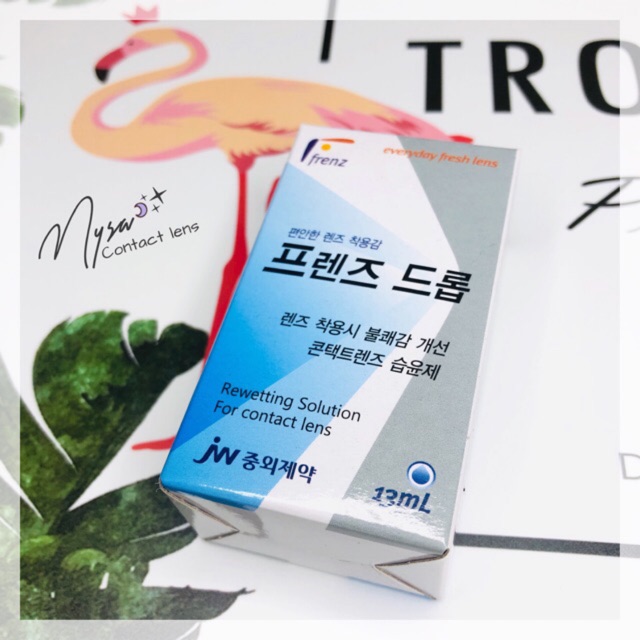 TRO
frenz
everyday fresh lens
Nysa
Contact lens
편안한 렌즈 착용감
프렌즈 드롭
렌즈 착용시 불쾌감 개선
콘택트렌즈 습윤제
Rewetting Solution
For contact lens
jw 중외제약
13mL
D